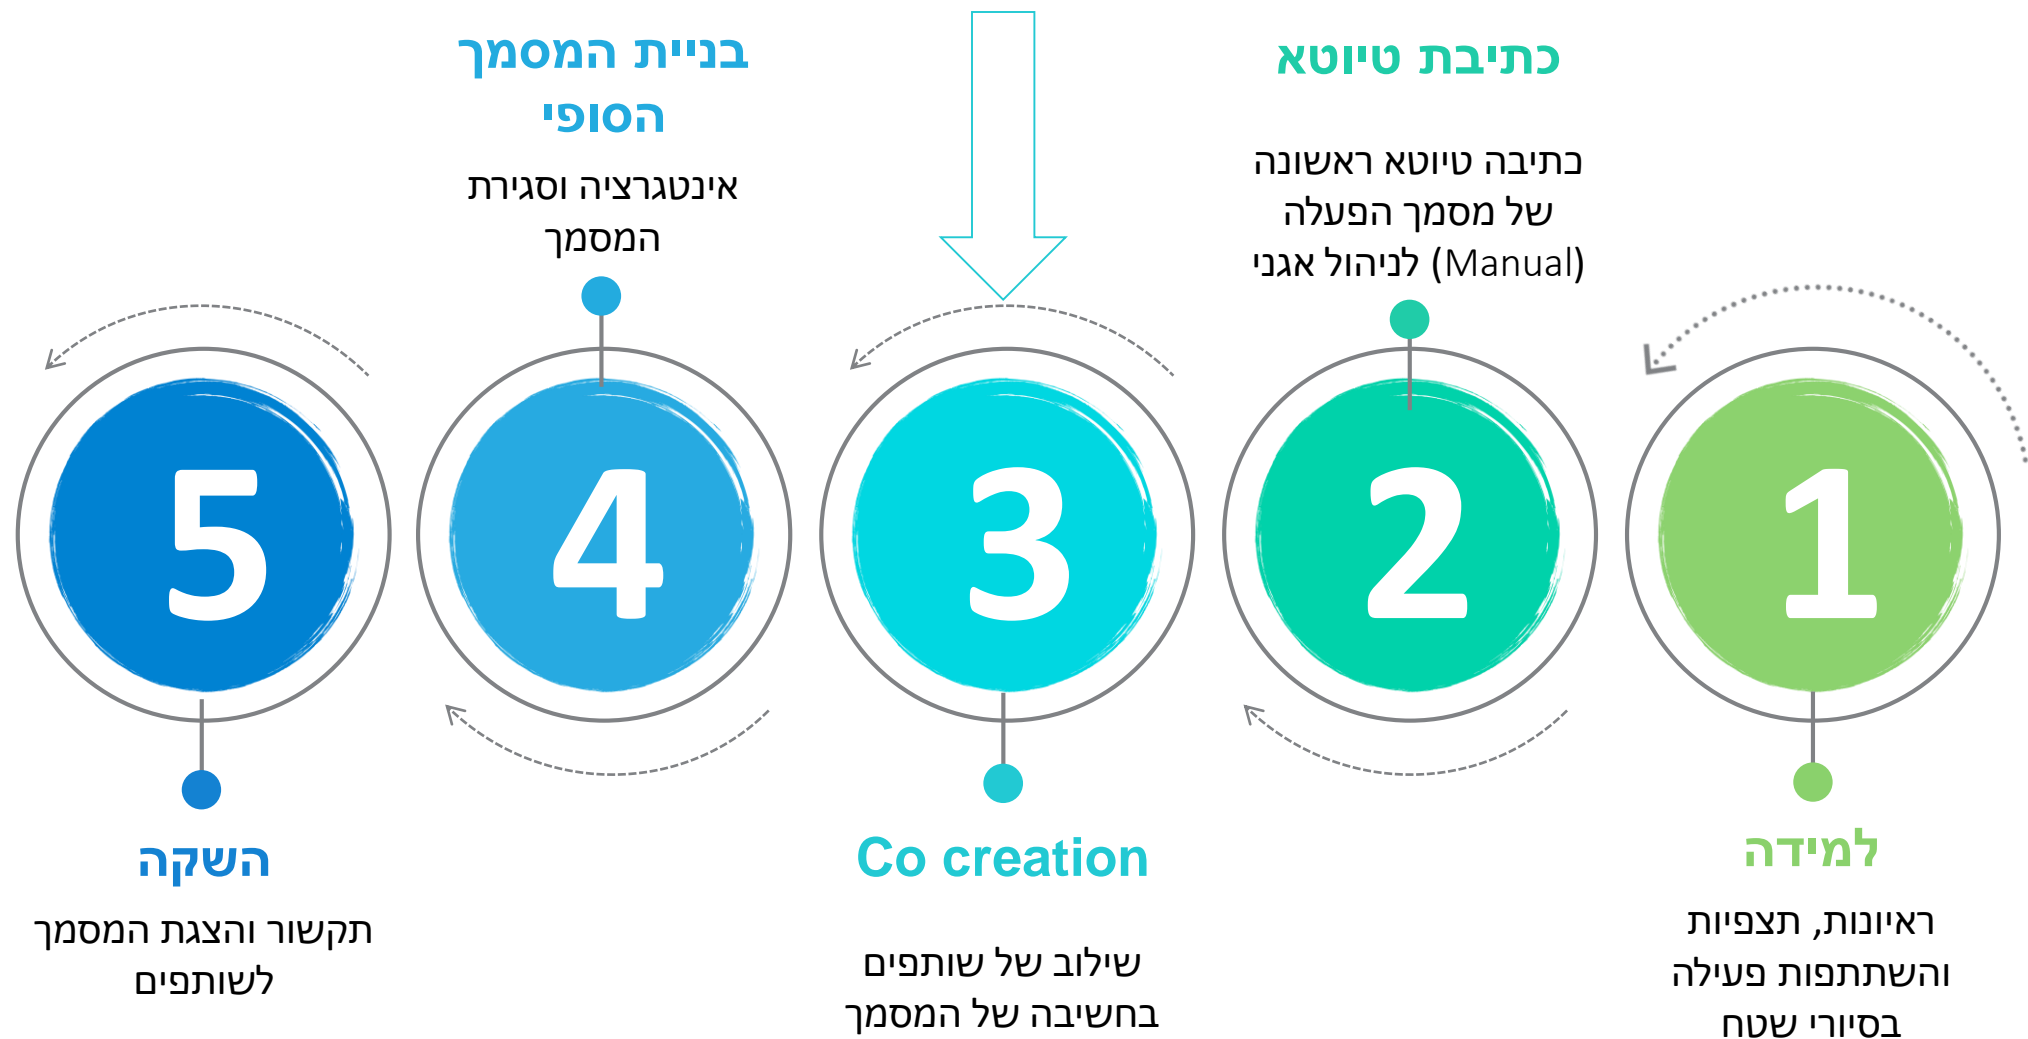 1
למידה
ראיונות, תצפיות
והשתתפות פעילה
בסיורי שטח
2
כתיבת טיוטא
כתיבה טיוטא ראשונה
של מסמך הפעלה
(Manual) לניהול אגני
3
Co creation
שילוב של שותפים
בחשיבה של המסמך
4
בניית המסמך
הסופי
אינטגרציה וסגירת
המסמך
5
השקה
תקשור והצגת המסמך
לשותפים